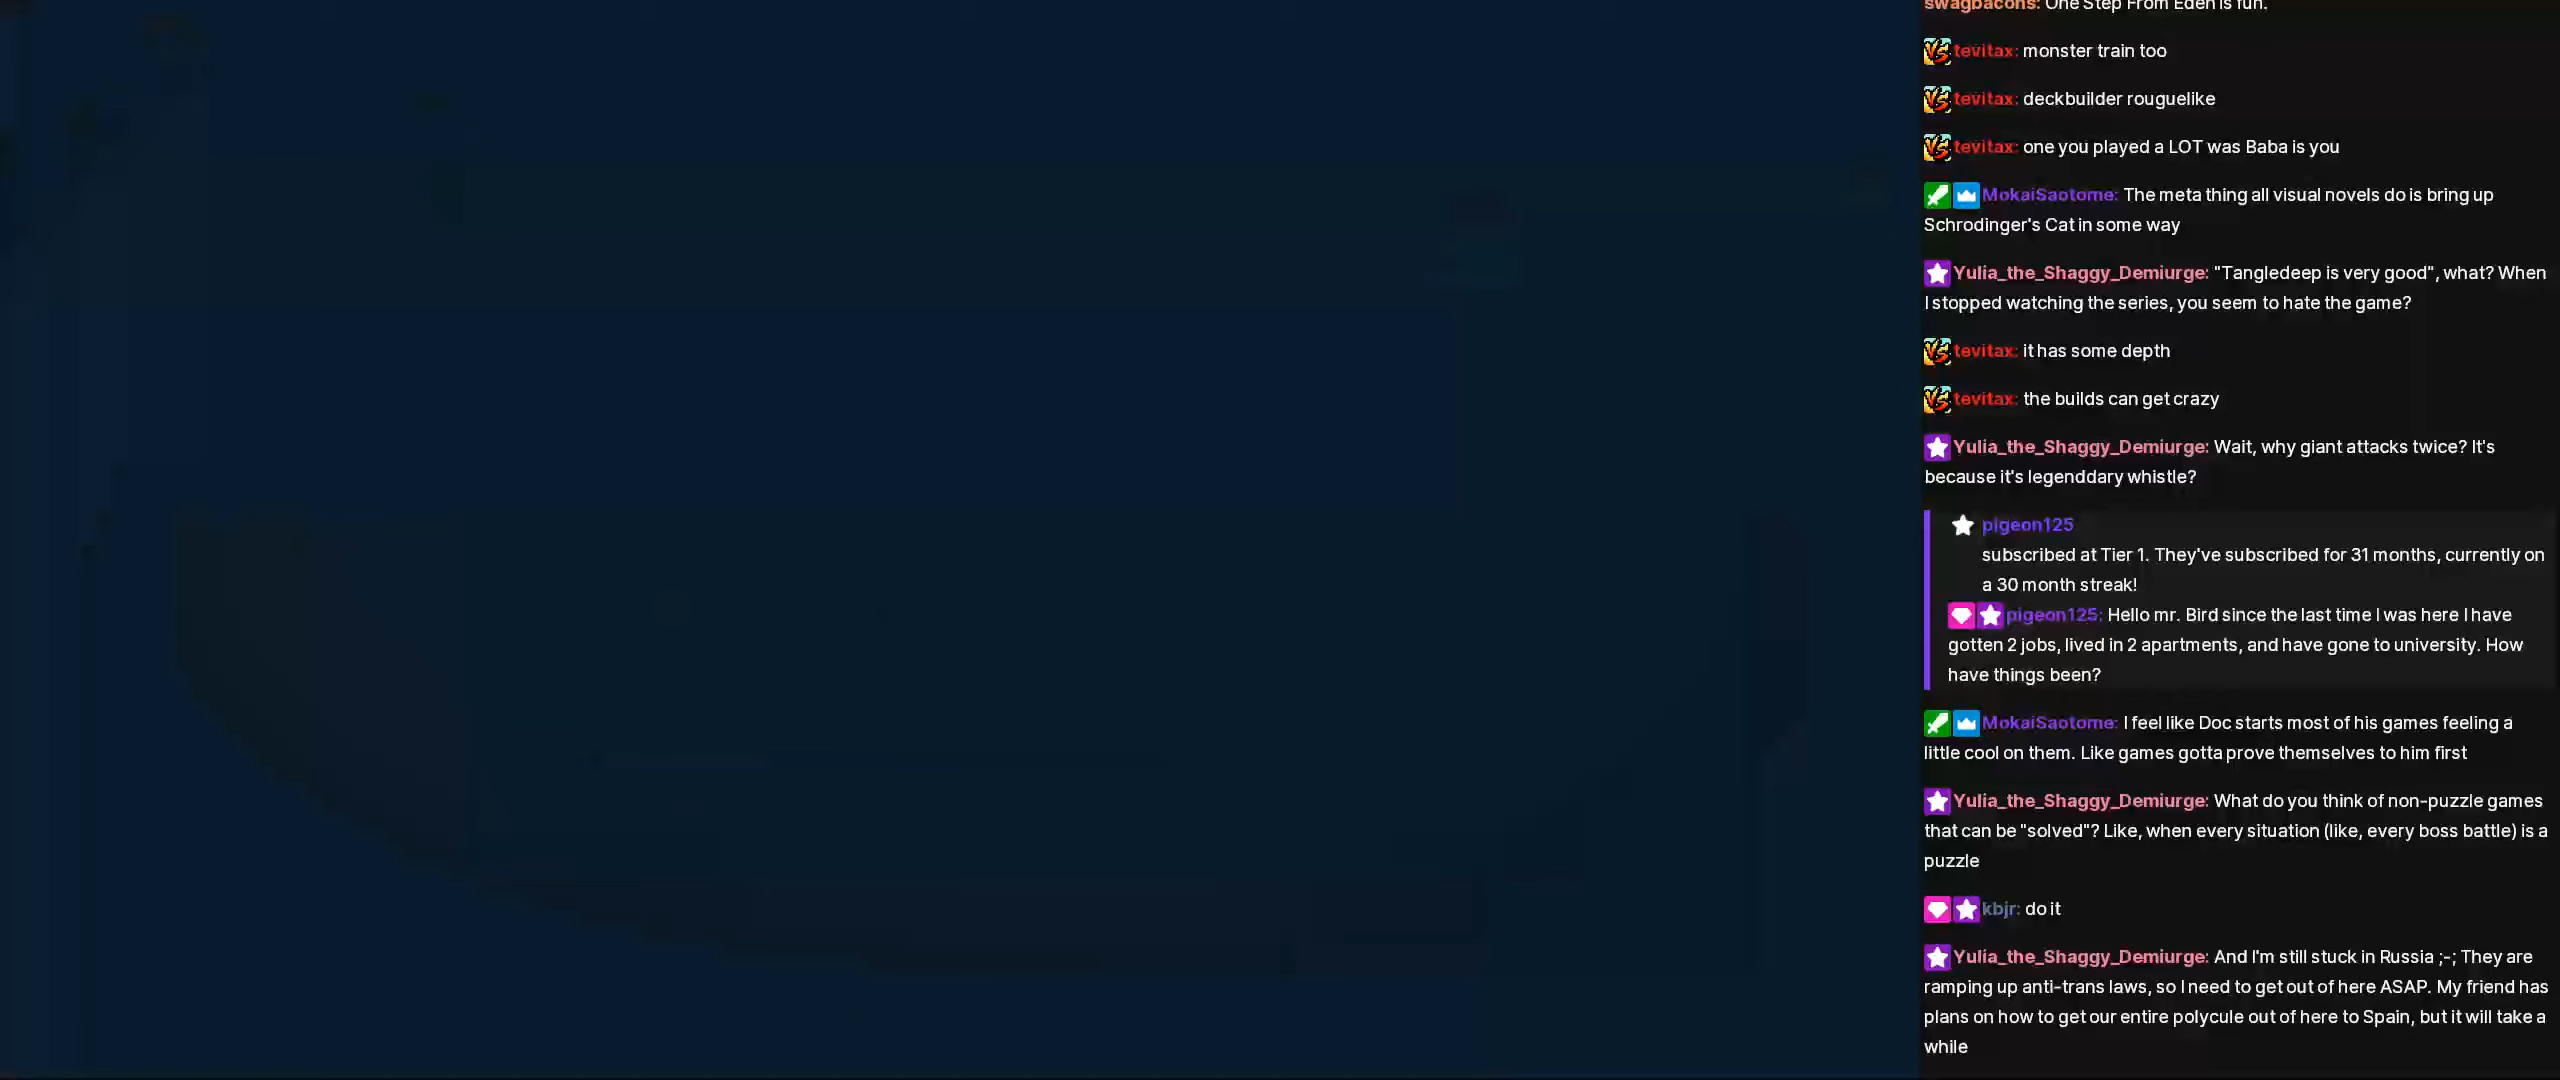 swagbacons: One Step From Eden is fun.
tevitax: monster train too
tevitax: deckbuilder rouguelike
tevitax: one you played a LOT was Baba is you
MokaiSaotome: The meta thing all visual novels do is bring up
Schrodinger's Cat in some way
Yulia_the_Shaggy_Demiurge: "Tangledeep is very good", what? When
I stopped watching the series, you seem to hate the game?
tevitax: it has some depth
tevitax: the builds can get crazy
Yulia_the_Shaggy_Demiurge: Wait, why giant attacks twice? It's
because it's legenddary whistle?
pigeon125
subscribed at Tier 1. They've subscribed for 31 months, currently on
a 30 month streak!
pigeon125: Hello mr. Bird since the last time I was here I have
gotten 2 jobs, lived in 2 apartments, and have gone to university. How
have things been?
MokaiSaotome: I feel like Doc starts most of his games feeling a
little cool on them. Like games gotta prove themselves to him first
Yulia_the_Shaggy_Demiurge: What do you think of non-puzzle games
that can be "solved"? Like, when every situation (like, every boss battle) is a
puzzle
kbjr: do it
Yulia_the_Shaggy_Demiurge: And I'm still stuck in Russia ;-; They are
ramping up anti-trans laws, so I need to get out of here ASAP. My friend has
plans on how to get our entire polycule out of here to Spain, but it will take a
while